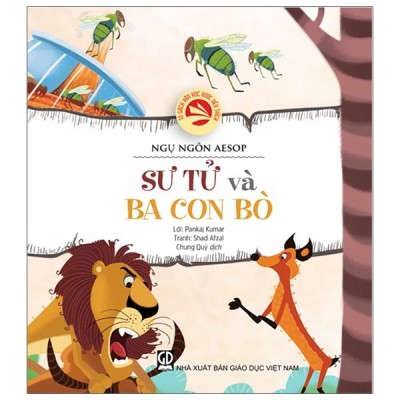 NGỤ NGÔN AESOP
SƯ TỬ và
BA CON BÒ
Lời: Pankaj Kumar
Tranh: Shad Afzal
Chung Quý dịch
GD
NHÀ XUẤT BẢN GIÁO DỤC VIỆT NAM